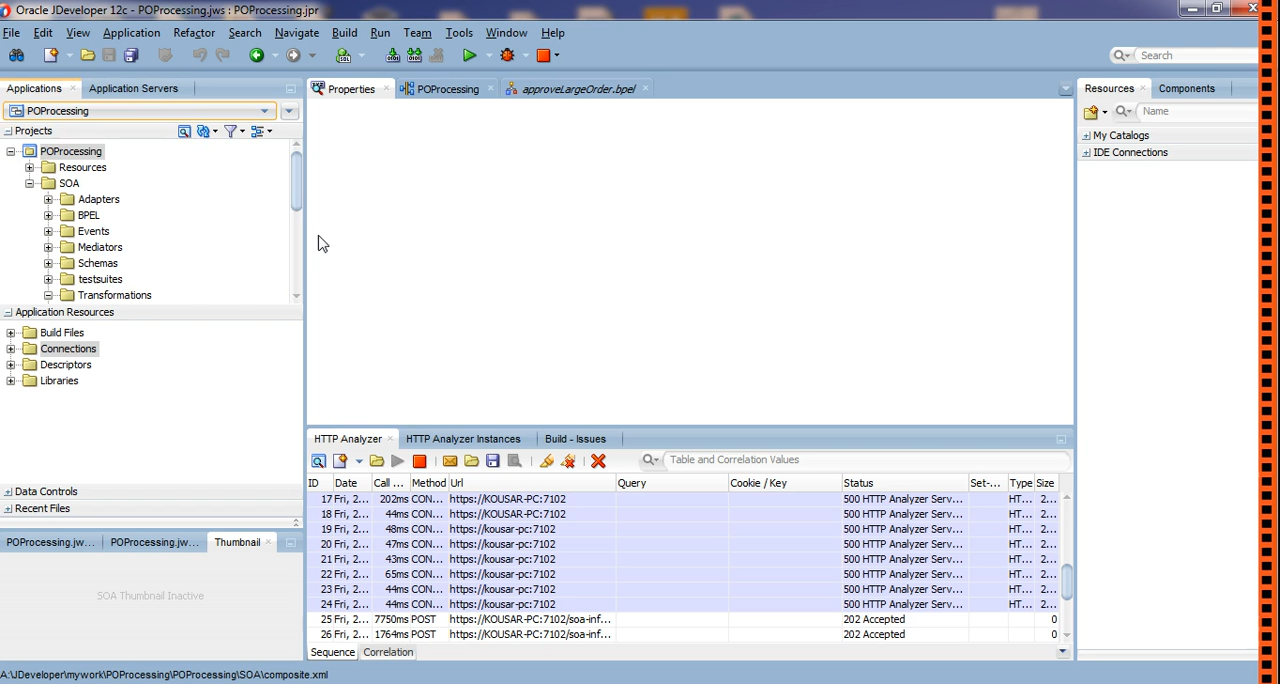 Oracle JDeveloper 12c - POProcessing.jws : POProcessing.jpr
File Edit View Application Refactor Search Navigate Build Run Team Tools Window Help
Search
Applications Application Servers
Properties POProcessing approveLargeOrder.bpel
Resources Components
POProcessing
Name
Projects
My Catalogs
IDE Connections
POProcessing
Resources
SOA
Adapters
BPEL
Events
Mediators
Schemas
testsuites
Transformations
Application Resources
Build Files
Connections
Descriptors
Libraries
Data Controls
Recent Files
POProcessing.jw... POProcessing.jw... Thumbnail
SOA Thumbnail Inactive
HTTP Analyzer HTTP Analyzer Instances Build - Issues
Table and Correlation Values
ID Date Call ... Method Url Query Cookie / Key Status Set-... Type Size
17 Fri, 2... 202ms CON... https://KOUSAR-PC:7102 500 HTTP Analyzer Serv... HT... 2...
18 Fri, 2... 44ms CON... https://KOUSAR-PC:7102 500 HTTP Analyzer Serv... HT... 2...
19 Fri, 2... 48ms CON... https://kousar-pc:7102 500 HTTP Analyzer Serv... HT... 2...
20 Fri, 2... 47ms CON... https://kousar-pc:7102 500 HTTP Analyzer Serv... HT... 2...
21 Fri, 2... 43ms CON... https://kousar-pc:7102 500 HTTP Analyzer Serv... HT... 2...
22 Fri, 2... 65ms CON... https://kousar-pc:7102 500 HTTP Analyzer Serv... HT... 2...
23 Fri, 2... 44ms CON... https://kousar-pc:7102 500 HTTP Analyzer Serv... HT... 2...
24 Fri, 2... 44ms CON... https://kousar-pc:7102 500 HTTP Analyzer Serv... HT... 2...
25 Fri, 2... 7750ms POST https://KOUSAR-PC:7102/soa-inf... 202 Accepted 0
26 Fri, 2... 1764ms POST https://KOUSAR-PC:7102/soa-inf... 202 Accepted 0
Sequence Correlation
A:\JDeveloper\mywork\POProcessing\POProcessing\SOA\composite.xml